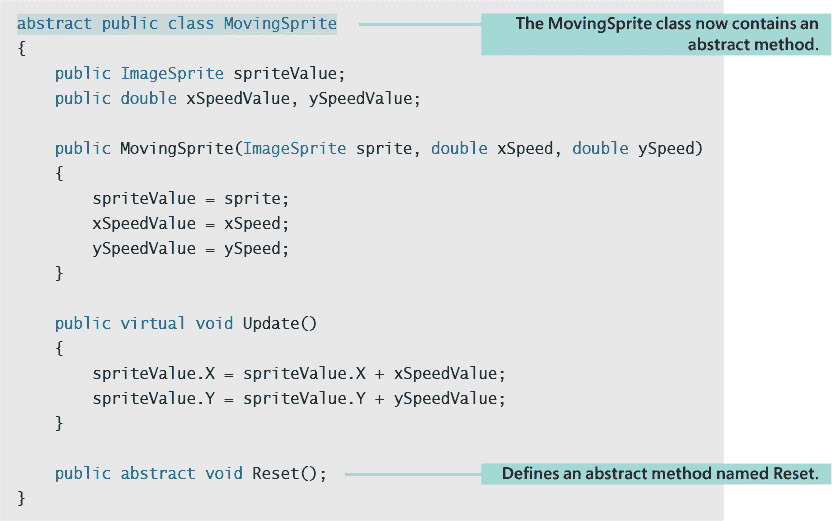 abstract public class MovingSprite
The MovingSprite class now contains an
abstract method.
{
public ImageSprite spriteValue;
public double xSpeedValue, ySpeedValue;
public MovingSprite(ImageSprite sprite, double xSpeed, double ySpeed)
{
spriteValue = sprite;
xSpeedValue = xSpeed;
ySpeedValue = ySpeed;
}
public virtual void Update()
{
spriteValue.X = spriteValue.X + xSpeedValue;
spriteValue.Y = spriteValue.Y + ySpeedValue;
}
public abstract void Reset();
Defines an abstract method named Reset.
}